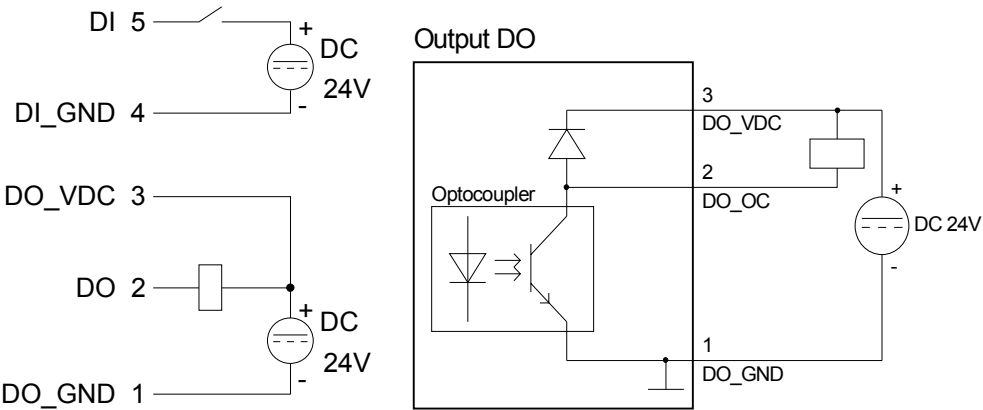 DI 5
+
DC
24V
-
DI_GND 4
DO_VDC 3
DO 2
+
DC
24V
-
DO_GND 1
Output DO
Optocoupler
3
DO_VDC
2
DO_OC
+
DC 24V
-
1
DO_GND